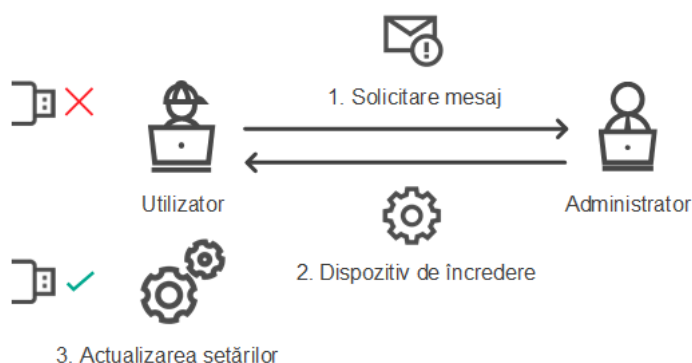 1. Solicitare mesaj
Utilizator
Administrator
2. Dispozitiv de încredere
3. Actualizarea setărilor